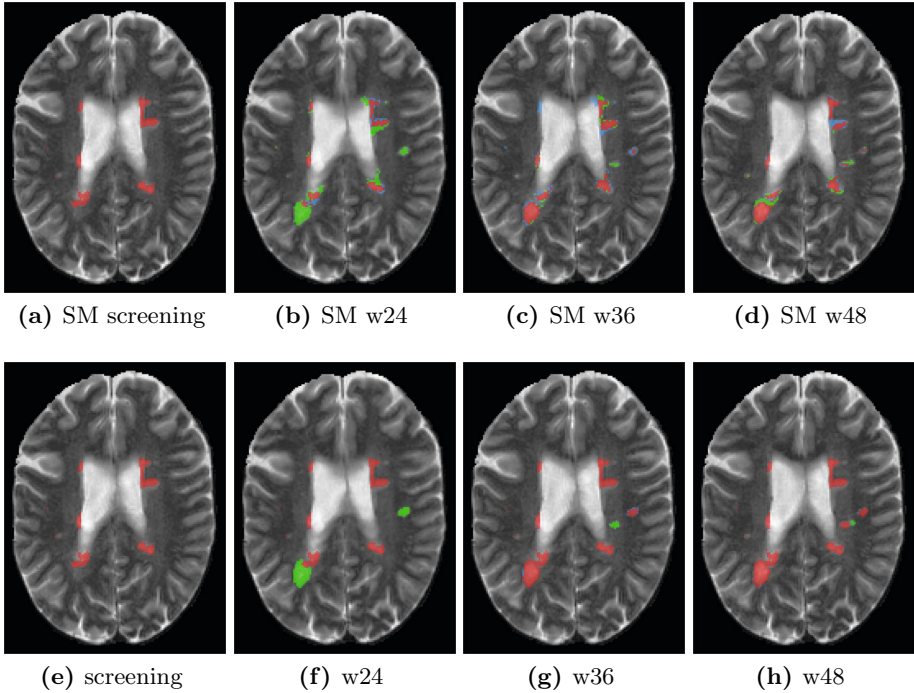 (a) SM screening
(b) SM w24
(c) SM w36
(d) SM w48
(e) screening
(f) w24
(g) w36
(h) w48